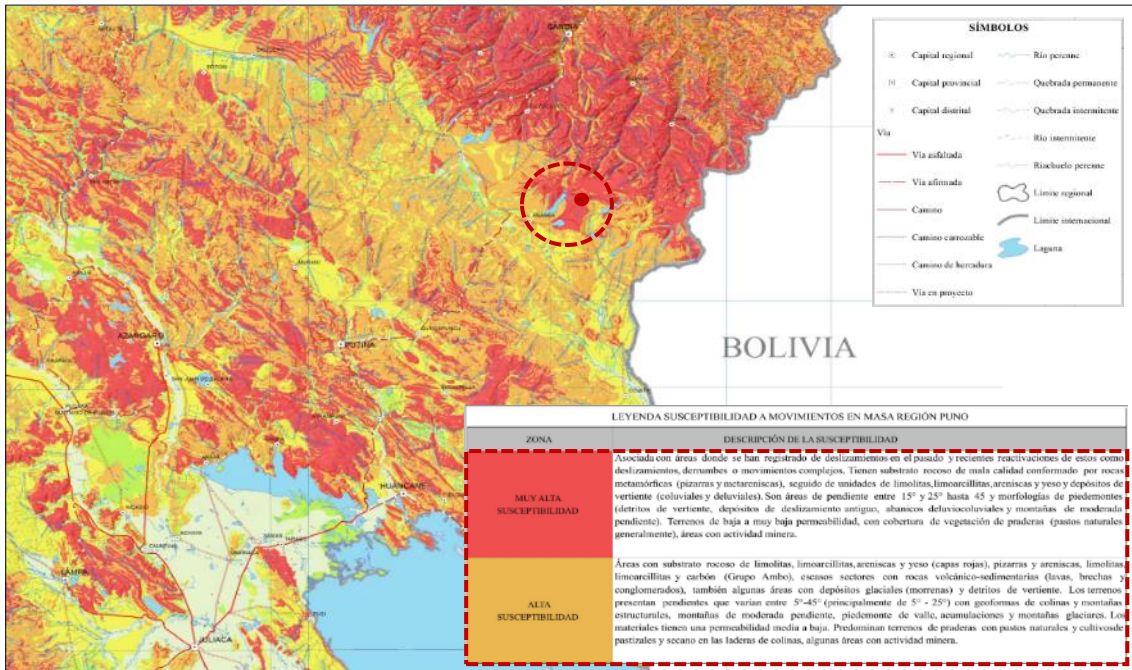 SANDIA
SÍMBOLOS
Capital regional
Río perenne
Capital provincial
Quebrada permanente
Capital distrital
Quebrada intermitente
Vía
Río intermitente
Vía asfaltada
Riachuelo perenne
Vía afirmada
Límite regional
Camino
Límite internacional
Camino carrozable
Laguna
Camino de herradura
Vía en proyecto
ANANEA
AZÁNGARO
PUTINA
BOLIVIA
HUANCANÉ
LAMPA
JULIACA
LEYENDA SUSCEPTIBILIDAD A MOVIMIENTOS EN MASA REGIÓN PUNO
ZONA
DESCRIPCIÓN DE LA SUSCEPTIBILIDAD
MUY ALTA
SUSCEPTIBILIDAD
Asociada con áreas donde se han registrado de deslizamientos en el pasado y recientes reactivaciones de estos como
deslizamientos, derrumbes o movimientos complejos. Tienen substrato rocoso de mala calidad conformado por rocas
metamórficas (pizarras y metareniscas), seguido de unidades de limolitas, limoarcillitas, areniscas y yeso y depósitos de
vertiente (coluviales y deluviales). Son áreas de pendiente entre 15° y 25° hasta 45 y morfologías de piedemontes
(detritos de vertiente, depósitos de deslizamiento antiguo, abanicos deluviocoluviales y montañas de moderada
pendiente). Terrenos de baja a muy baja permeabilidad, con cobertura de vegetación de praderas (pastos naturales
generalmente), áreas con actividad minera.
ALTA
SUSCEPTIBILIDAD
Áreas con substrato rocoso de limolitas, limoarcillitas, areniscas y yeso (capas rojas), pizarras y areniscas, limolitas,
limoarcillitas y carbón (Grupo Ambo), escasos sectores con rocas volcánico-sedimentarias (lavas, brechas y
conglomerados), también algunas áreas con depósitos glaciales (morrenas) y detritos de vertiente. Los terrenos
presentan pendientes que varían entre 5°-45° (principalmente de 5° - 25°) con geoformas de colinas y montañas
estructurales, montañas de moderada pendiente, piedemonte de valle, acumulaciones y montañas glaciares. Los
materiales tienen una permeabilidad media a baja. Predominan terrenos de praderas con pastos naturales y cultivos de
pastizales y secano en las laderas de colinas, algunas áreas con actividad minera.